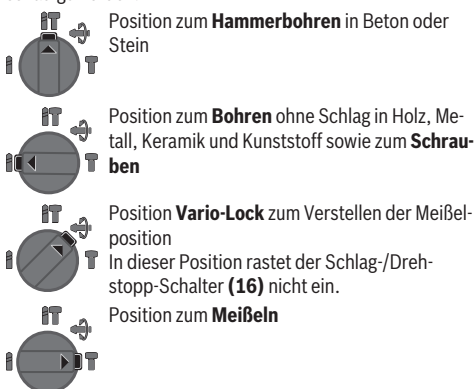 Position zum Hammerbohren in Beton oder
Stein
Position zum Bohren ohne Schlag in Holz, Me-
tall, Keramik und Kunststoff sowie zum Schrau-
ben
Position Vario-Lock zum Verstellen der Meißel-
position
In dieser Position rastet der Schlag-/Dreh-
stopp-Schalter (16) nicht ein.
Position zum Meißeln